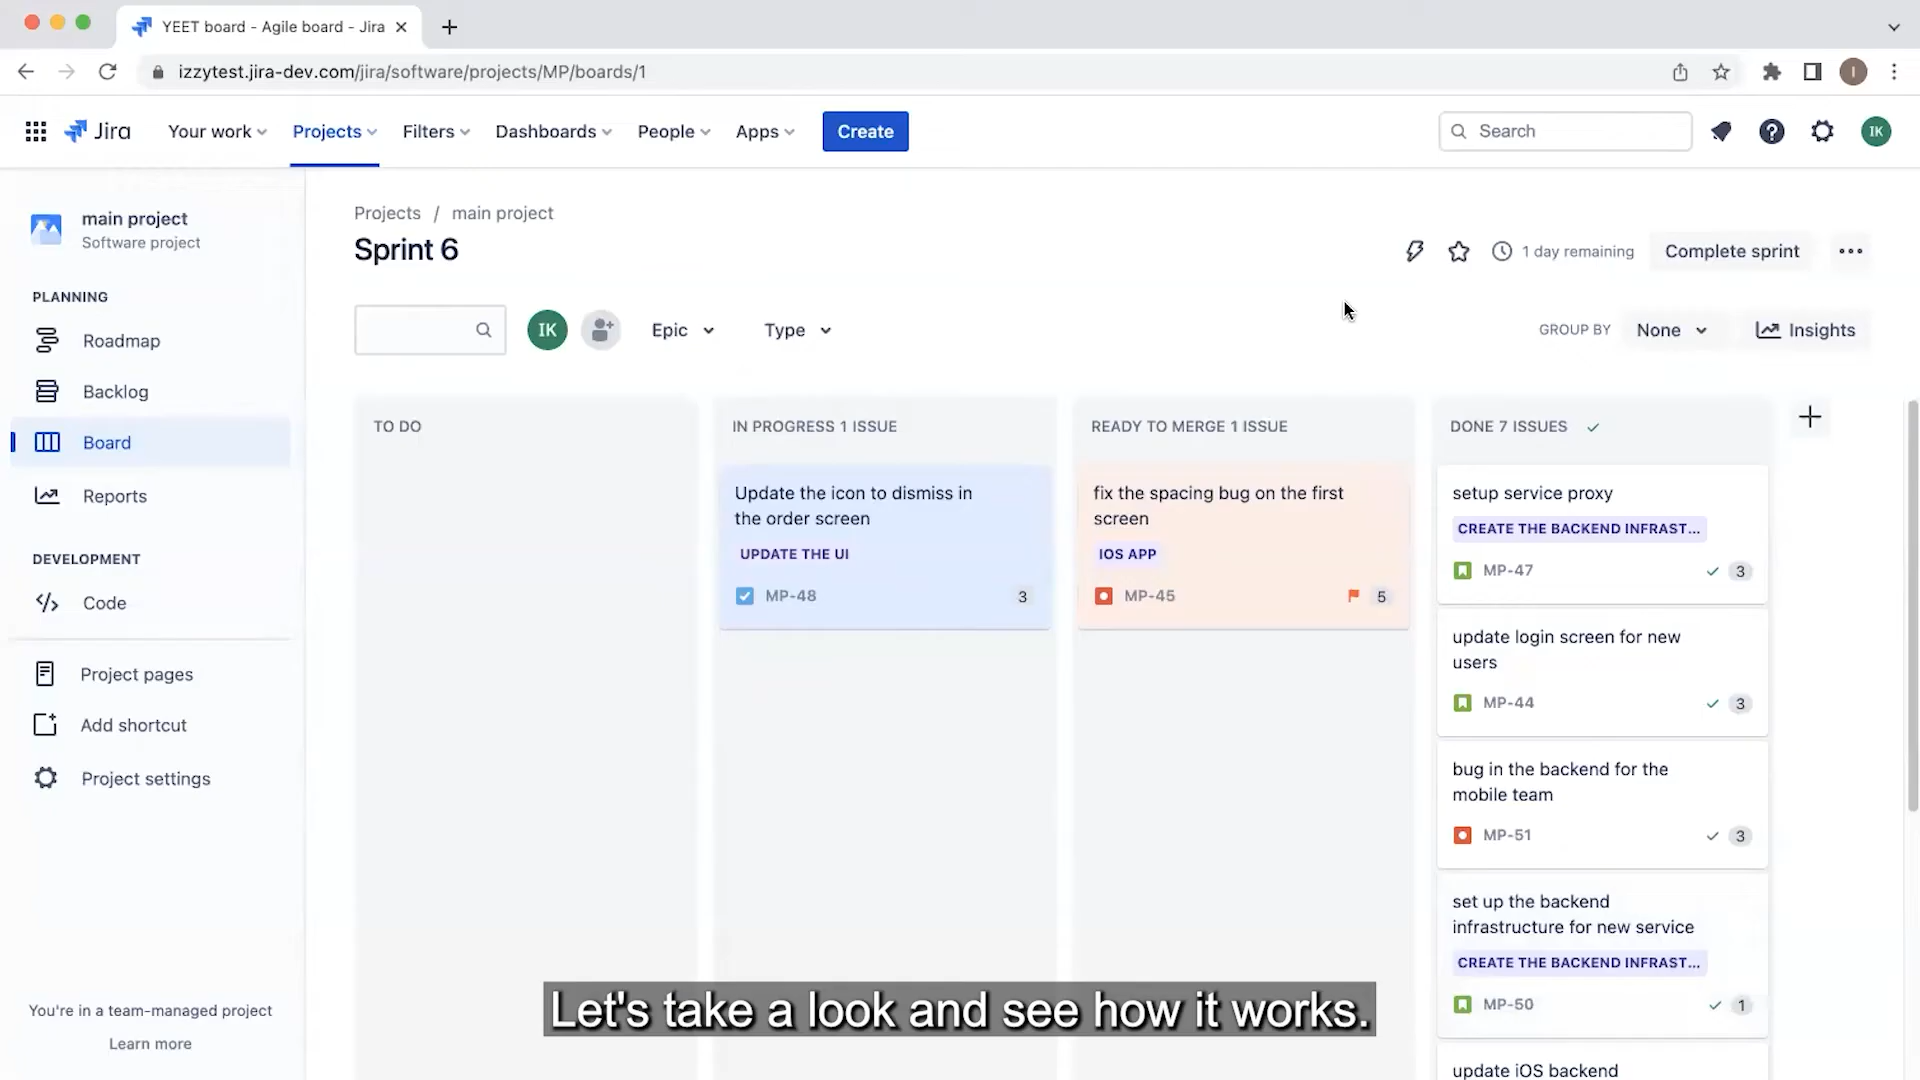 YEET board - Agile board - Jira
izzytest.jira-dev.com/jira/software/projects/MP/boards/1
I
Jira
Your work
Projects
Filters
Dashboards
People
Apps
Create
Search
IK
main project
Software project
PLANNING
Roadmap
Backlog
Board
Reports
DEVELOPMENT
Code
Project pages
Add shortcut
Project settings
You're in a team-managed project
Learn more
Projects / main project
Sprint 6
1 day remaining
Complete sprint
IK
Epic
Type
GROUP BY
None
Insights
TO DO
IN PROGRESS 1 ISSUE
Update the icon to dismiss in
the order screen
UPDATE THE UI
MP-48
3
READY TO MERGE 1 ISSUE
fix the spacing bug on the first
screen
IOS APP
MP-45
5
DONE 7 ISSUES
setup service proxy
CREATE THE BACKEND INFRAST...
MP-47
3
update login screen for new
users
MP-44
3
bug in the backend for the
mobile team
MP-51
3
set up the backend
infrastructure for new service
CREATE THE BACKEND INFRAST...
MP-50
1
update iOS backend
Let's take a look and see how it works.